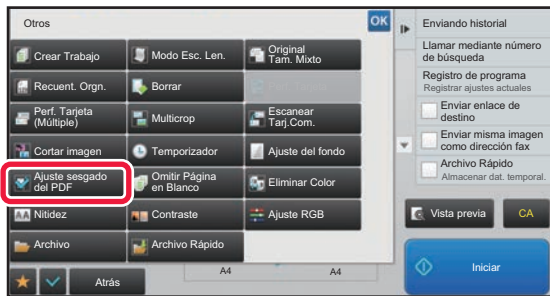 Otros
OK
Crear Trabajo
Modo Esc. Len.
Original
Tam. Mixto
Recuent. Orgn.
Borrar
Perf. Tarjeta
(Múltiple)
Multicrop
Escanear
Tarj.Com.
Cortar imagen
Temporizador
Ajuste del fondo
Ajuste sesgado
del PDF
Omitir Página
en Blanco
Eliminar Color
AA Nitidez
Contraste
Ajuste RGB
Archivo
Archivo Rápido
Atrás
A4
A4
Enviando historial
Llamar mediante número
de búsqueda
Registro de programa
Registrar ajustes actuales
Enviar enlace de
destino
Enviar misma imagen
como dirección fax
Archivo Rápido
Almacenar dat. temporal.
Vista previa
CA
Iniciar